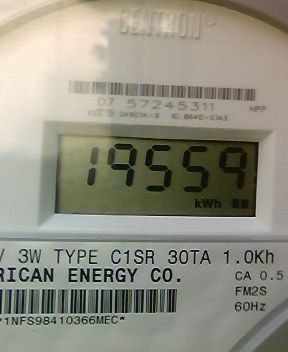 CENTRON®
07 57245311 HPP
19559
kWh
V 3W TYPE C1SR 30TA 1.0Kh
RICAN ENERGY CO. CA 0.5
FM2S
60Hz
*1NFS98410366MEC*